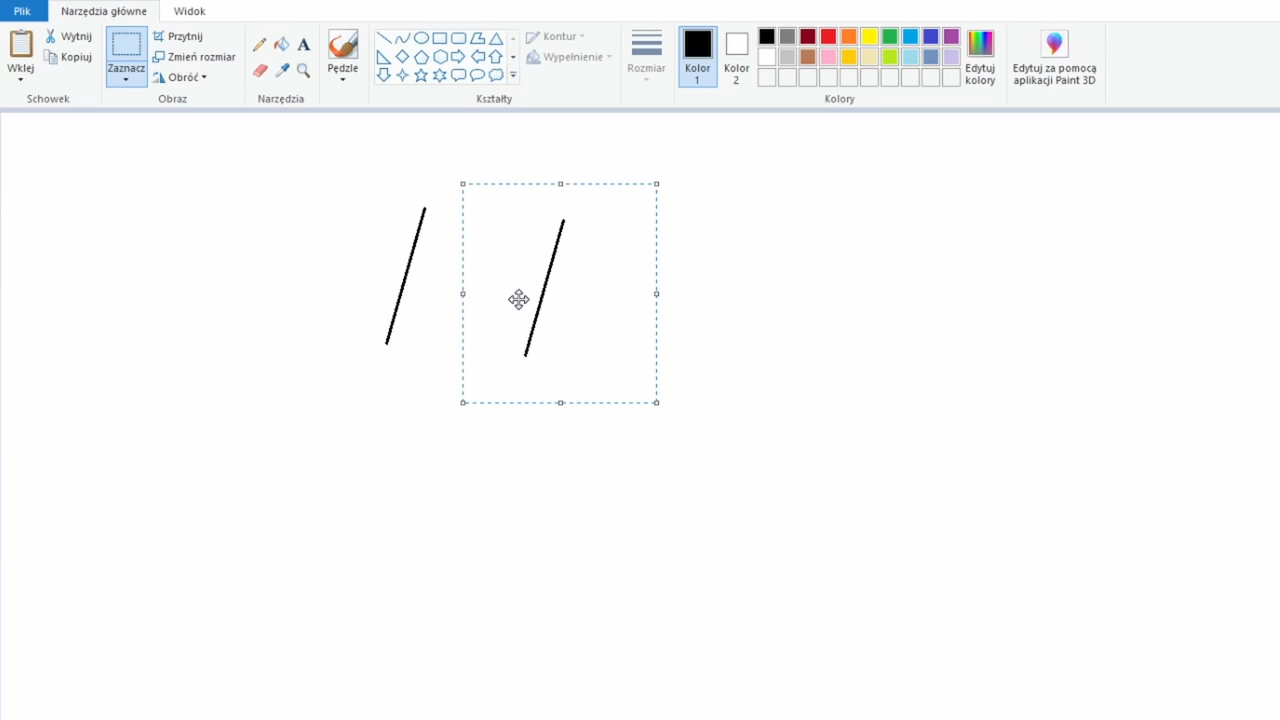 Plik Narzędzia główne Widok
Wklej
Wytnij
Kopiuj
Schowek
Zaznacz
Przytnij
Zmień rozmiar
Obróć
Obraz
A
Narzędzia
Pędzle
Kształty
Kontur
Wypełnienie
Rozmiar
Kolor
1
Kolor
2
Edytuj
kolory
Kolory
Edytuj za pomocą
aplikacji Paint 3D